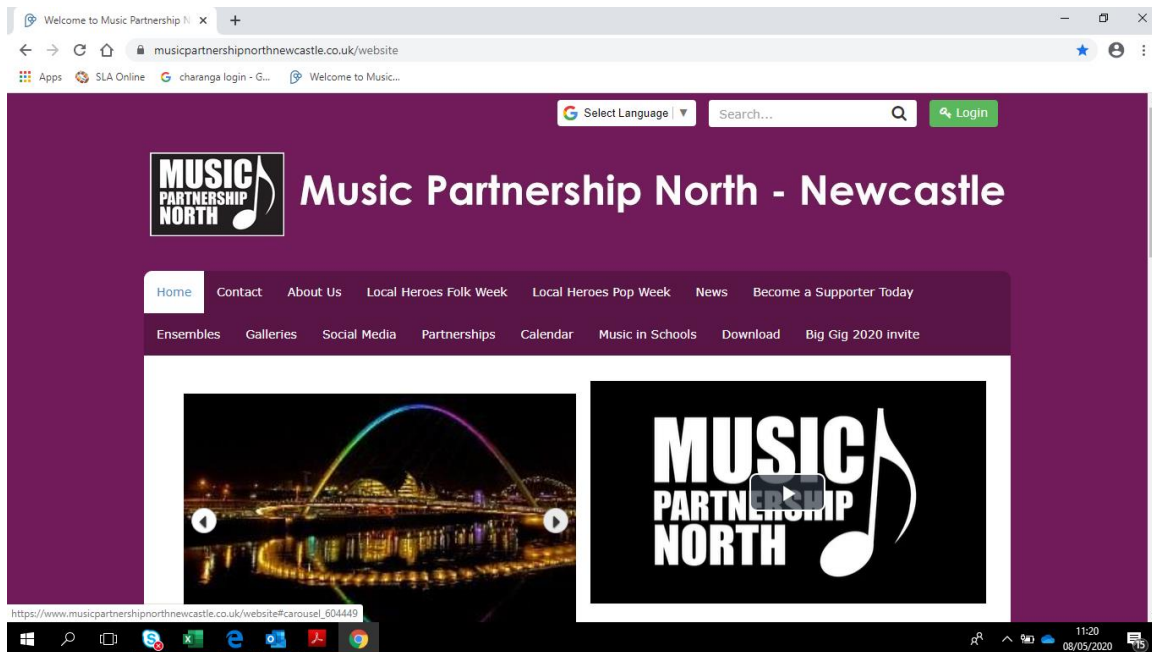 Welcome to Music Partnership N
musicpartnershipnorthnewcastle.co.uk/website
Apps SLA Online G charanga login - G... Welcome to Music...
G Select Language ▼ Search... Login
MUSIC
PARTNERSHIP
NORTH
Music Partnership North - Newcastle
Home Contact About Us Local Heroes Folk Week Local Heroes Pop Week News Become a Supporter Today
Ensembles Galleries Social Media Partnerships Calendar Music in Schools Download Big Gig 2020 invite
MUSIC
PARTNERSHIP
NORTH
https://www.musicpartnershipnorthnewcastle.co.uk/website#carousel_604449
11:20
08/05/2020
15